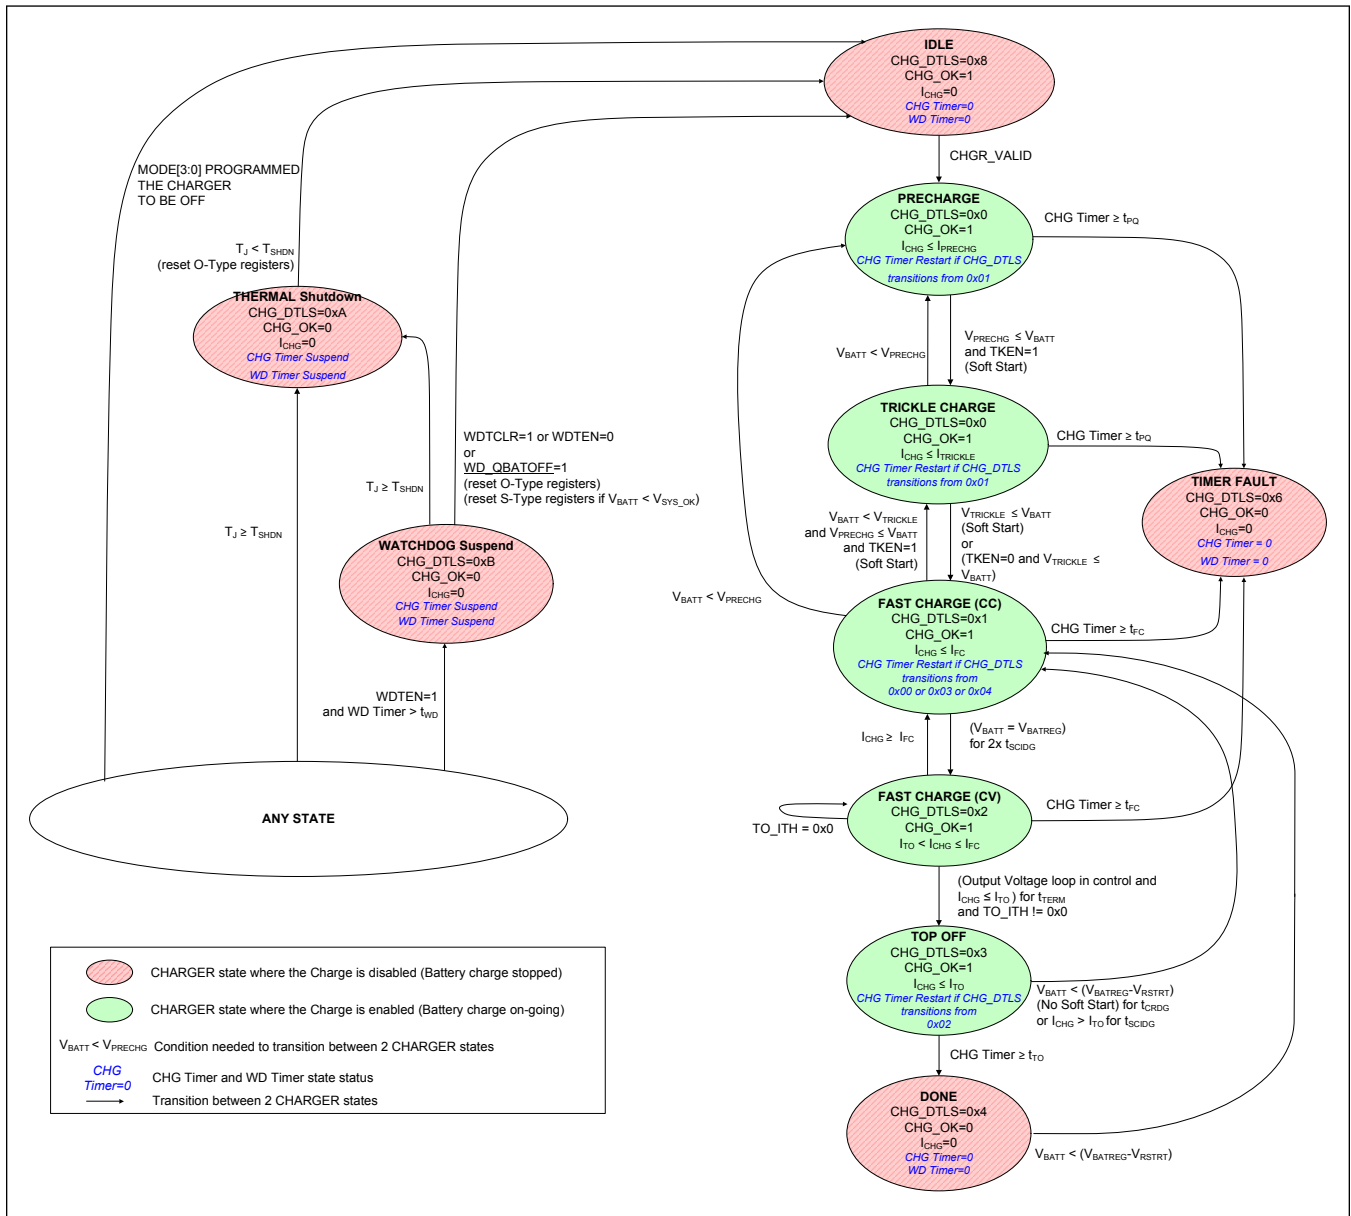 IDLE
CHG_DTLS=0x8
CHG_OK=1
ICHG=0
CHG Timer=0
WD Timer=0
MODE[3:0] PROGRAMMED
THE CHARGER
TO BE OFF
CHGR_VALID
PRECHARGE
CHG_DTLS=0x0
CHG_OK=1
ICHG ≤ IPRECHG
CHG Timer Restart if CHG_DTLS
transitions from 0x01
CHG Timer ≥ tPQ
TJ < TSHDN
(reset O-Type registers)
THERMAL Shutdown
CHG_DTLS=0xA
CHG_OK=0
ICHG=0
CHG Timer Suspend
WD Timer Suspend
VBATT < VPRECHG
VPRECHG ≤ VBATT
and TKEN=1
(Soft Start)
TRICKLE CHARGE
CHG_DTLS=0x0
CHG_OK=1
ICHG ≤ ITRICKLE
CHG Timer Restart if CHG_DTLS
transitions from 0x01
CHG Timer ≥ tPQ
WDTCLR=1 or WDTEN=0
or
WD_QBATOFF=1
(reset O-Type registers)
(reset S-Type registers if VBATT < VSYS_OK)
TJ ≥ TSHDN
TJ ≥ TSHDN
TIMER FAULT
CHG_DTLS=0x6
CHG_OK=0
ICHG=0
CHG Timer = 0
WD Timer = 0
VBATT < VTRICKLE
and VPRECHG ≤ VBATT
and TKEN=1
(Soft Start)
VTRICKLE ≤ VBATT
(Soft Start)
or
(TKEN=0 and VTRICKLE ≤
VBATT)
WATCHDOG Suspend
CHG_DTLS=0xB
CHG_OK=0
ICHG=0
CHG Timer Suspend
WD Timer Suspend
VBATT < VPRECHG
FAST CHARGE (CC)
CHG_DTLS=0x1
CHG_OK=1
ICHG ≤ IFC
CHG Timer Restart if CHG_DTLS
transitions from
0x00 or 0x03 or 0x04
CHG Timer ≥ tFC
WDTEN=1
and WD Timer > tWD
ICHG ≥ IFC
(VBATT = VBATREG)
for 2x tSCIDG
ANY STATE
FAST CHARGE (CV)
CHG_DTLS=0x2
CHG_OK=1
ITO < ICHG ≤ IFC
TO_ITH = 0x0
CHG Timer ≥ tFC
(Output Voltage loop in control and
ICHG ≤ ITO ) for tTERM
and TO_ITH != 0x0
TOP OFF
CHG_DTLS=0x3
CHG_OK=1
ICHG ≤ ITO
CHG Timer Restart if CHG_DTLS
transitions from
0x02
VBATT < (VBATREG-VRSTRT)
(No Soft Start) for tCRDG
or ICHG > ITO for tSCIDG
CHG Timer ≥ tTO
DONE
CHG_DTLS=0x4
CHG_OK=0
ICHG=0
CHG Timer=0
WD Timer=0
VBATT < (VBATREG-VRSTRT)
CHARGER state where the Charge is disabled (Battery charge stopped)
CHARGER state where the Charge is enabled (Battery charge on-going)
VBATT < VPRECHG Condition needed to transition between 2 CHARGER states
CHG
Timer=0
CHG Timer and WD Timer state status
Transition between 2 CHARGER states